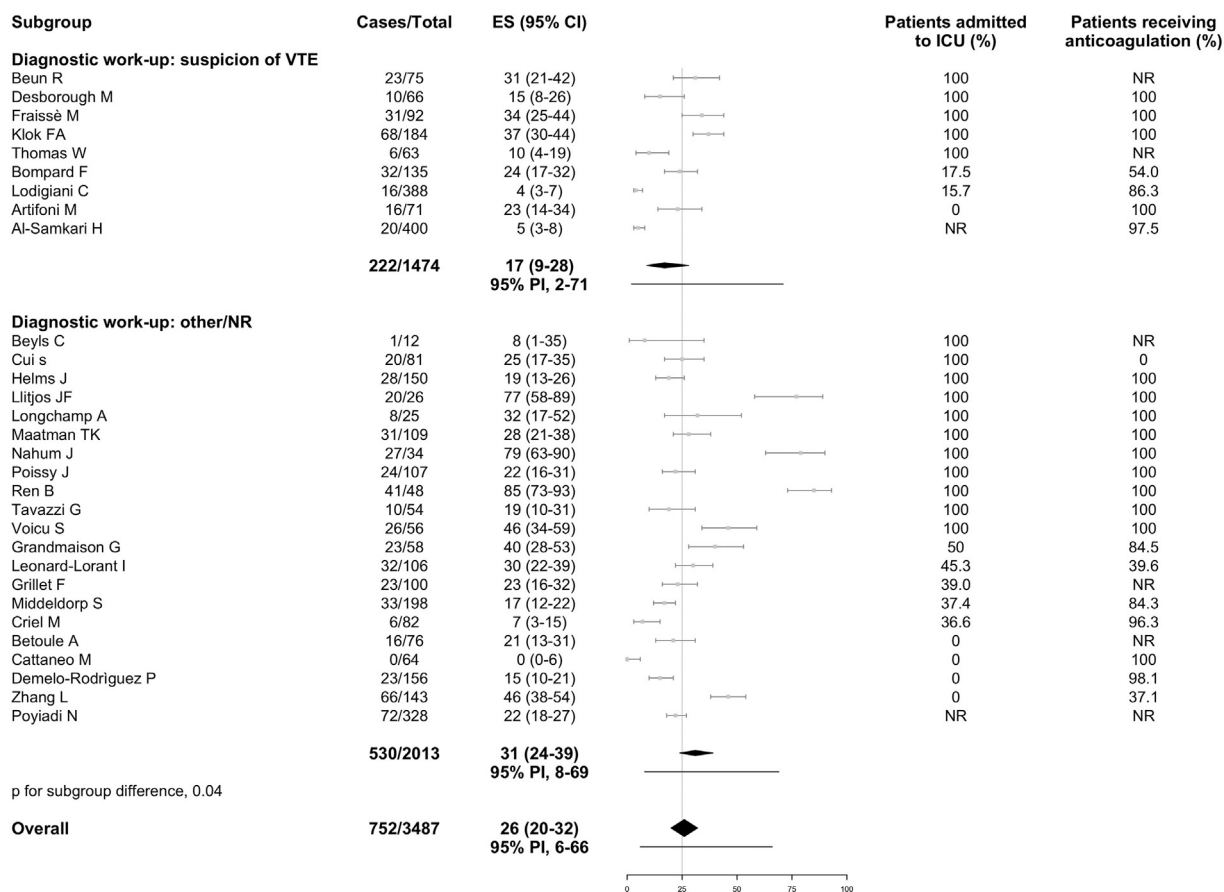 Subgroup Cases/Total ES (95% CI) Patients admitted to ICU (%) Patients receiving anticoagulation (%)
Diagnostic work-up: suspicion of VTE
Beun R 23/75 31 (21-42) 100 NR
Desborough M 10/66 15 (8-26) 100 100
Fraissè M 31/92 34 (25-44) 100 100
Klok FA 68/184 37 (30-44) 100 100
Thomas W 6/63 10 (4-19) 100 NR
Bompard F 32/135 24 (17-32) 17.5 54.0
Lodigiani C 16/388 4 (3-7) 15.7 86.3
Artifoni M 16/71 23 (14-34) 0 100
Al-Samkari H 20/400 5 (3-8) NR 97.5
222/1474 17 (9-28)
95% PI, 2-71
Diagnostic work-up: other/NR
Beyls C 1/12 8 (1-35) 100 NR
Cui s 20/81 25 (17-35) 100 0
Helms J 28/150 19 (13-26) 100 100
Llitjos JF 20/26 77 (58-89) 100 100
Longchamp A 8/25 32 (17-52) 100 100
Maatman TK 31/109 28 (21-38) 100 100
Nahum J 27/34 79 (63-90) 100 100
Poissy J 24/107 22 (16-31) 100 100
Ren B 41/48 85 (73-93) 100 100
Tavazzi G 10/54 19 (10-31) 100 100
Voicu S 26/56 46 (34-59) 100 100
Grandmaison G 23/58 40 (28-53) 50 84.5
Leonard-Lorant I 32/106 30 (22-39) 45.3 39.6
Grillet F 23/100 23 (16-32) 39.0 NR
Middeldorp S 33/198 17 (12-22) 37.4 84.3
Criel M 6/82 7 (3-15) 36.6 96.3
Betoule A 16/76 21 (13-31) 0 NR
Cattaneo M 0/64 0 (0-6) 0 100
Demelo-Rodrìguez P 23/156 15 (10-21) 0 98.1
Zhang L 66/143 46 (38-54) 0 37.1
Poyiadi N 72/328 22 (18-27) NR NR
530/2013 31 (24-39)
95% PI, 8-69
p for subgroup difference, 0.04
Overall 752/3487 26 (20-32)
95% PI, 6-66
0 25 50 75 100